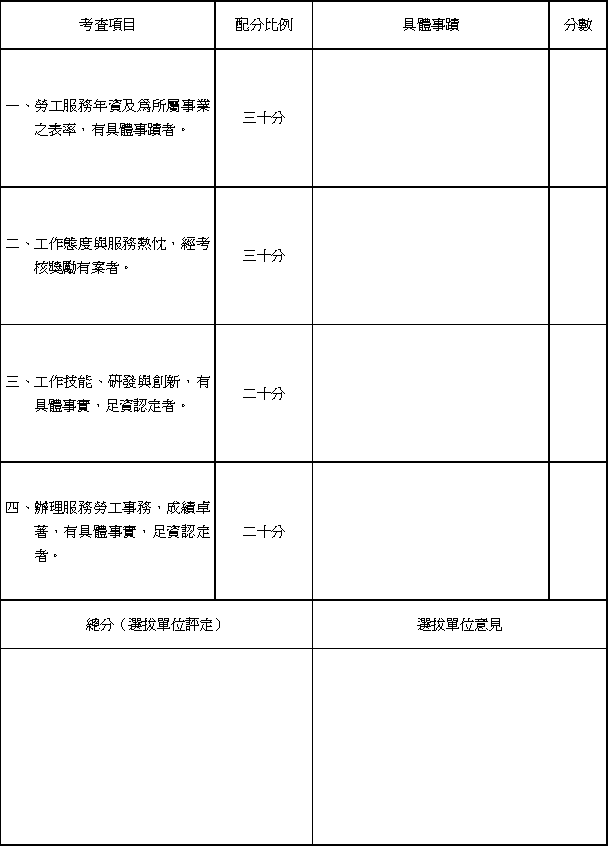 考查項目 配分比例 具體事蹟 分數
一、勞工服務年資及為所屬事業
之表率，有具體事蹟者。
三十分
二、工作態度與服務熱忱，經考
核獎勵有案者。
三十分
三、工作技能、研發與創新，有
具體事實，足資認定者。
二十分
四、辦理服務勞工事務，成績卓
著，有具體事實，足資認定
者。
二十分
總分（選拔單位評定） 選拔單位意見